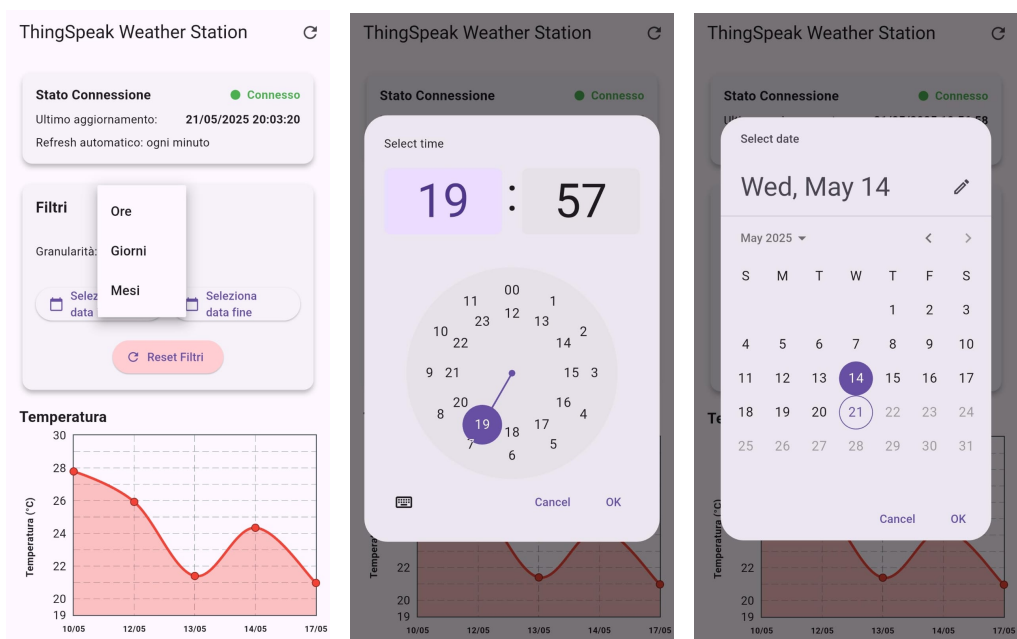 ThingSpeak Weather Station
Stato Connessione
Connesso
Ultimo aggiornamento: 21/05/2025 20:03:20
Refresh automatico: ogni minuto
Filtri
Ore
Granularità: Giorni
Mesi
Selez
data
Seleziona
data fine
Reset Filtri
Temperatura
Temperatura (°C)
30
28
26
24
22
20
19
10/05 12/05 13/05 14/05 17/05
ThingSpeak Weather Station
Stato Connessione
Connesso
Select time
19 : 57
00
11 1
12
23 13
10 2
22 14
9 21 15 3
20 16
8 4
19 17
18
7 5
6
Cancel OK
Tempera
22
20
19
10/05 12/05 13/05 14/05 17/05
ThingSpeak Weather Station
Stato Connessione
Connesso
Select date
Wed, May 14
May 2025
S M T W T F S
1 2 3
4 5 6 7 8 9 10
11 12 13 14 15 16 17
18 19 20 21 22 23 24
25 26 27 28 29 30 31
Cancel OK
Te
22
20
19
10/05 12/05 13/05 14/05 17/05